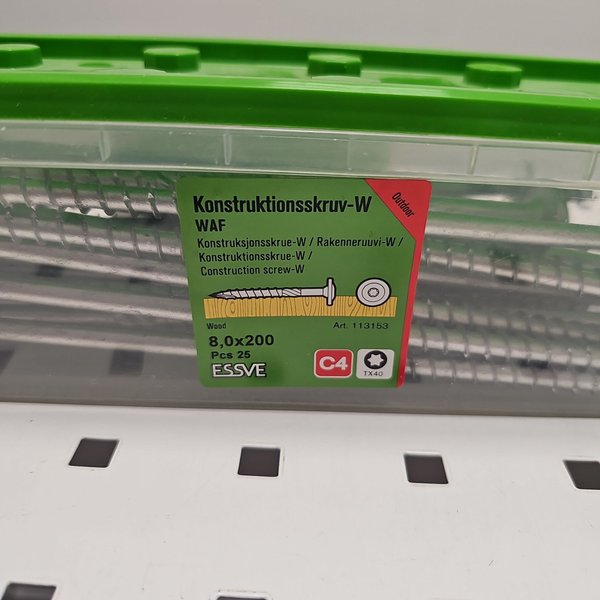 Konstruktionsskruv-W
WAF
Outdoor
Konstruksjonsskrue-W / Rakenneruuvi-W /
Konstruktionsskrue-W /
Construction screw-W
Wood
Art. 113153
8,0x200
Pcs 25
ESSVE
C4
TX40